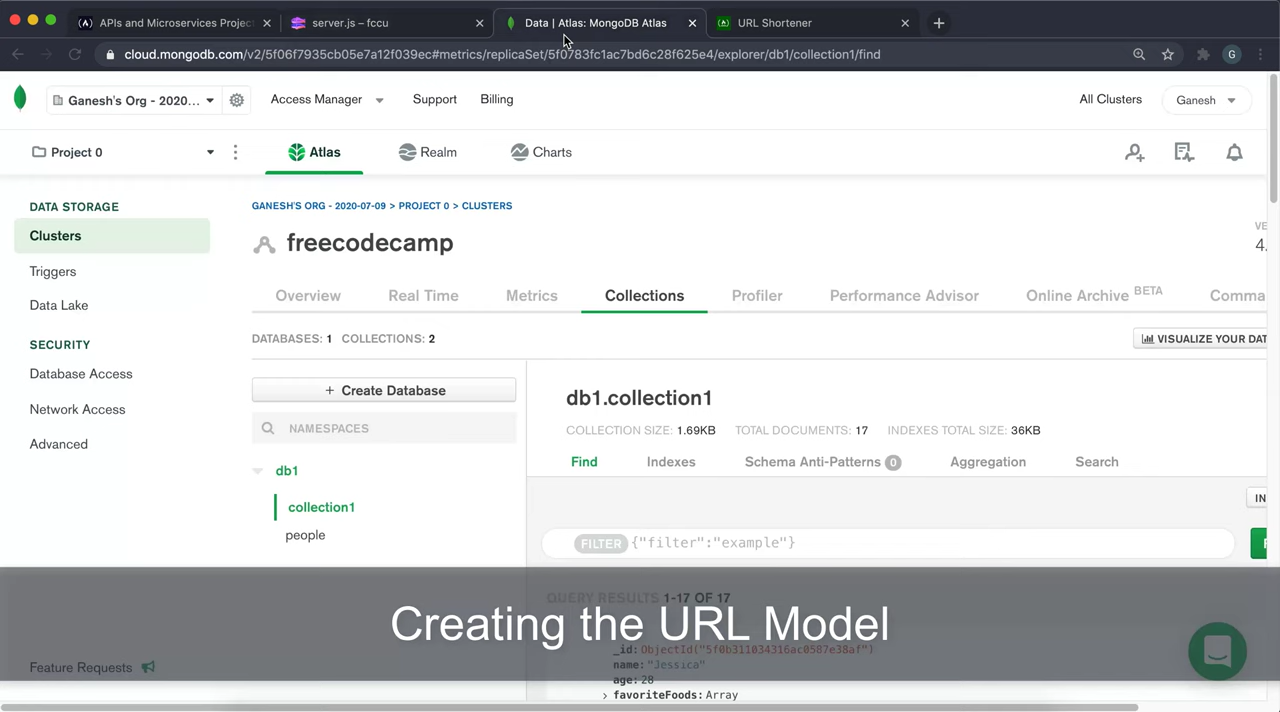 APIs and Microservices Projec
server.js – fccu
Data | Atlas: MongoDB Atlas
URL Shortener
cloud.mongodb.com/v2/5f06f7935cb05e7a12f039ec#metrics/replicaSet/5f0783fc1ac7bd6c28f625e4/explorer/db1/collection1/find
G
Ganesh's Org - 2020...
Access Manager
Support
Billing
All Clusters
Ganesh
Project 0
Atlas
Realm
Charts
DATA STORAGE
Clusters
Triggers
Data Lake
SECURITY
Database Access
Network Access
Advanced
Feature Requests
GANESH'S ORG - 2020-07-09 > PROJECT 0 > CLUSTERS
freecodecamp
VE
4.
Overview
Real Time
Metrics
Collections
Profiler
Performance Advisor
Online Archive BETA
Comma
DATABASES: 1 COLLECTIONS: 2
VISUALIZE YOUR DAT
+ Create Database
NAMESPACES
db1
collection1
people
db1.collection1
COLLECTION SIZE: 1.69KB TOTAL DOCUMENTS: 17 INDEXES TOTAL SIZE: 36KB
Find
Indexes
Schema Anti-Patterns 0
Aggregation
Search
IN
FILTER {"filter":"example"}
F
QUERY RESULTS 1-17 OF 17
Creating the URL Model
_id: ObjectId("5f0b311034316ac0587e38af")
name: "Jessica"
age: 28
> favoriteFoods: Array